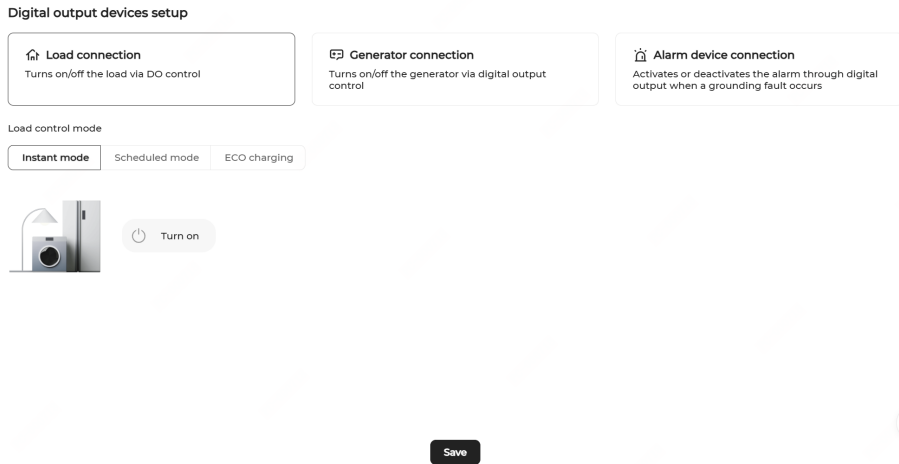 Digital output devices setup
Load connection
Turns on/off the load via DO control
Generator connection
Turns on/off the generator via digital output
control
Alarm device connection
Activates or deactivates the alarm through digital
output when a grounding fault occurs
Load control mode
Instant mode
Scheduled mode
ECO charging
Turn on
Save